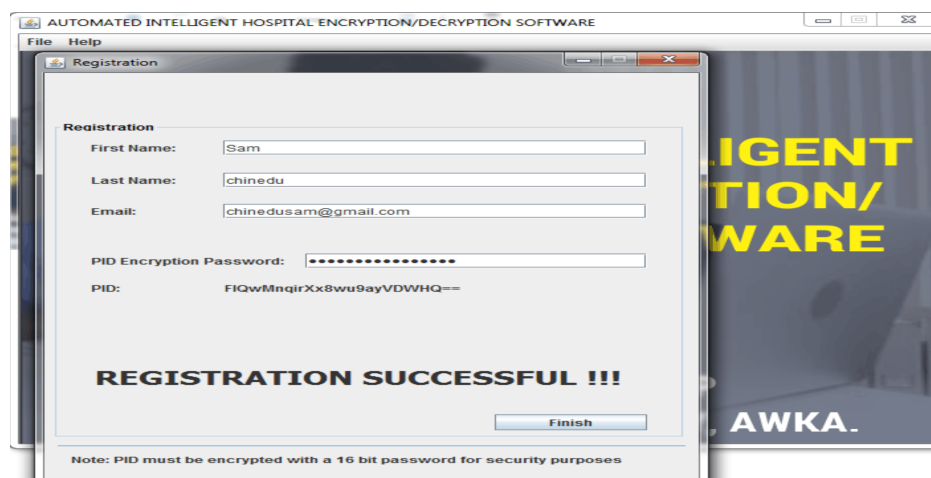 AUTOMATED INTELLIGENT HOSPITAL ENCRYPTION/DECRYPTION SOFTWARE
File Help
Registration
Registration
First Name: Sam
Last Name: chinedu
Email: chinedusam@gmail.com
PID Encryption Password: ••••••••••••••••
PID: FlQwMnqirXx8wu9ayVDWHQ==
REGISTRATION SUCCESSFUL !!!
Finish
Note: PID must be encrypted with a 16 bit password for security purposes
LIGENT
TION/
WARE
, AWKA.